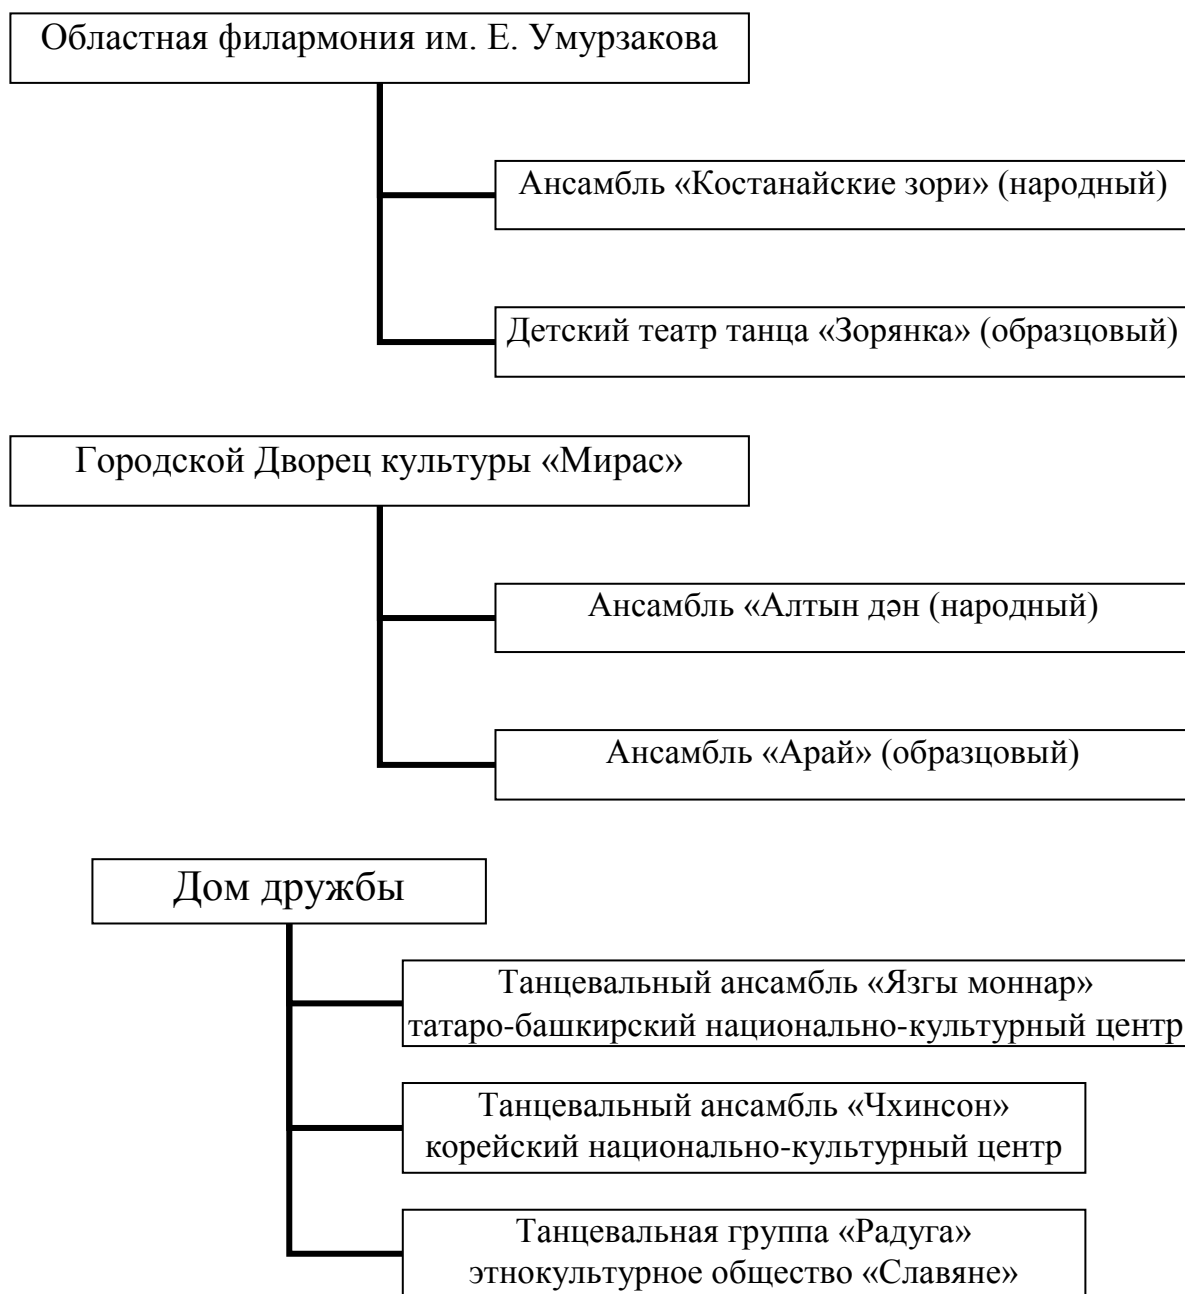 Областная филармония им. Е. Умурзакова
Ансамбль «Костанайские зори» (народный)
Детский театр танца «Зорянка» (образцовый)
Городской Дворец культуры «Мирас»
Ансамбль «Алтын дән (народный)
Ансамбль «Арай» (образцовый)
Дом дружбы
Танцевальный ансамбль «Язгы моннар»
татаро-башкирский национально-культурный центр
Танцевальный ансамбль «Чхинсон»
корейский национально-культурный центр
Танцевальная группа «Радуга»
этнокультурное общество «Славяне»